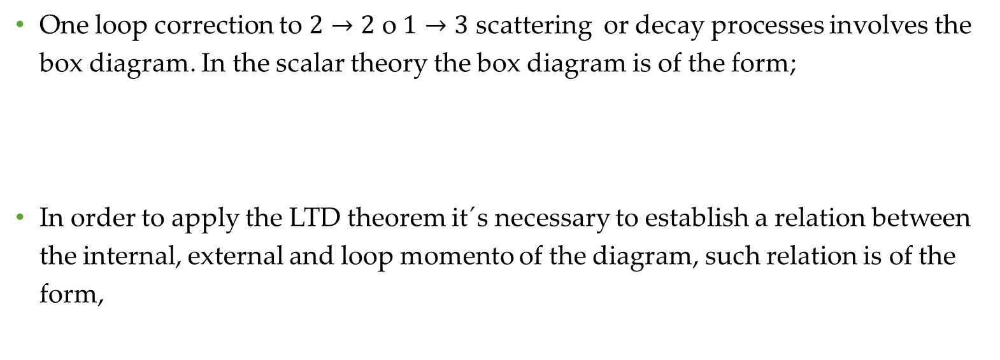 • One loop correction to 2 → 2 o 1 → 3 scattering or decay processes involves the
box diagram. In the scalar theory the box diagram is of the form;
• In order to apply the LTD theorem it´s necessary to establish a relation between
the internal, external and loop momento of the diagram, such relation is of the
form,